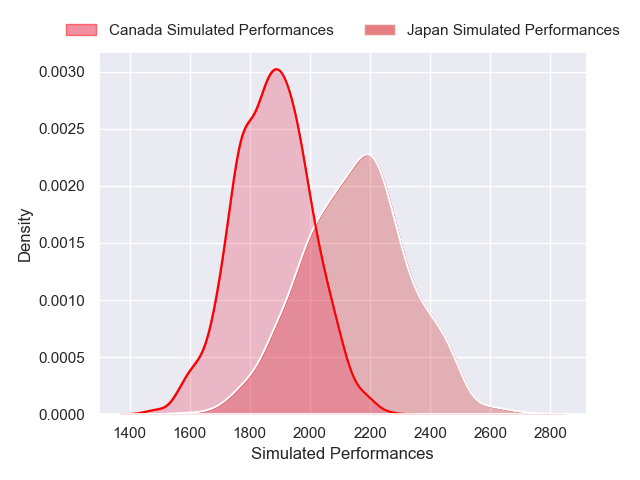 Canada Simulated Performances
Japan Simulated Performances
0.0030
0.0025
0.0020
0.0015
0.0010
0.0005
0.0000
Density
1400 1600 1800 2000 2200 2400 2600 2800
Simulated Performances